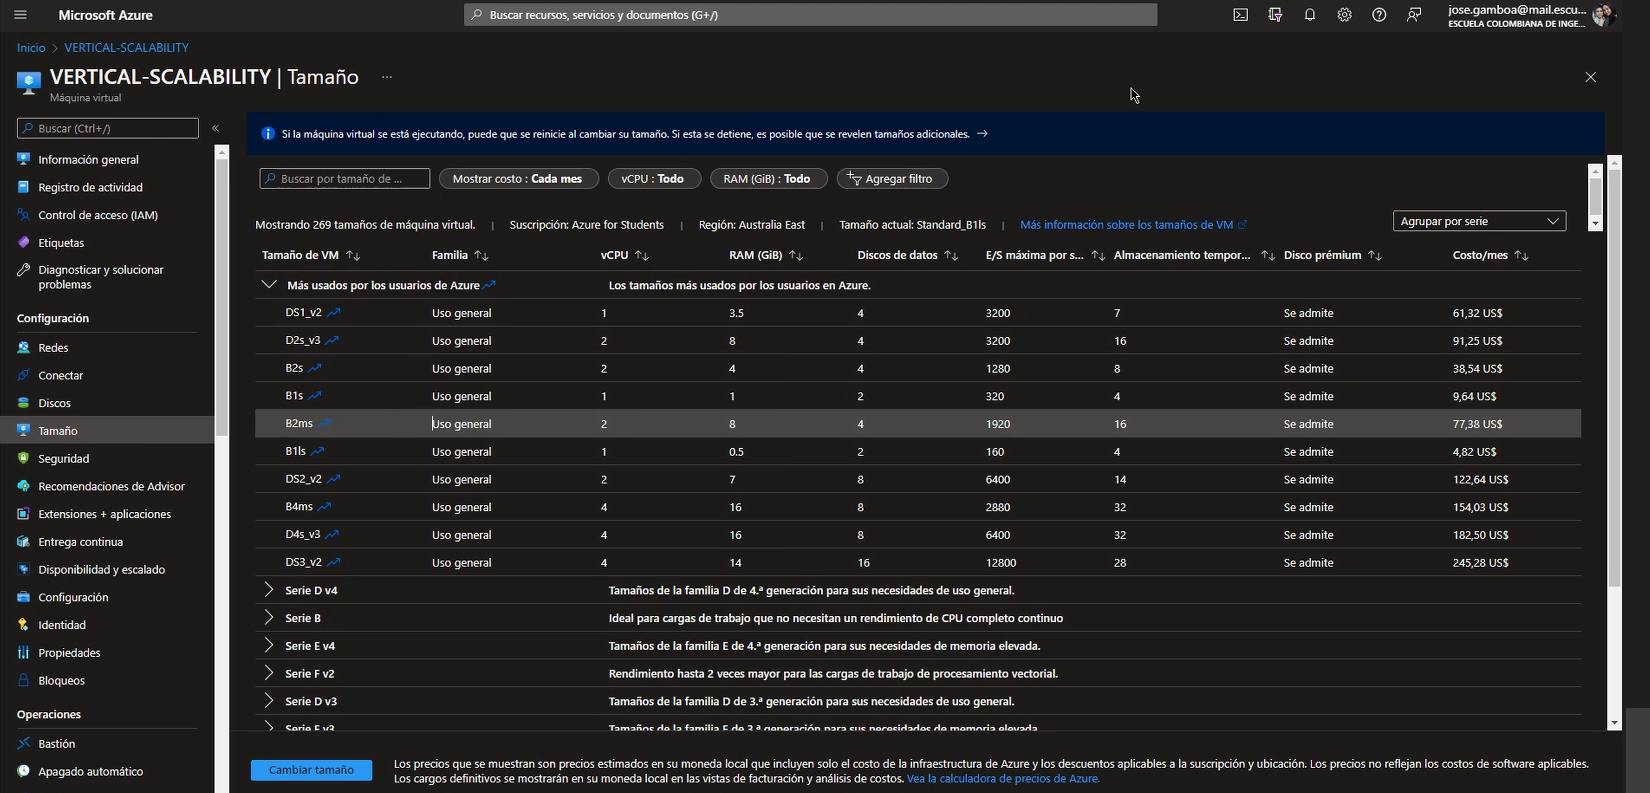 Microsoft Azure
Buscar recursos, servicios y documentos (G+/)
jose.gamboa@mail.escu...
ESCUELA COLOMBIANA DE INGE...
Inicio > VERTICAL-SCALABILITY
VERTICAL-SCALABILITY | Tamaño ...
Máquina virtual
Buscar (Ctrl+/) «
Información general
Registro de actividad
Control de acceso (IAM)
Etiquetas
Diagnosticar y solucionar
problemas
Configuración
Redes
Conectar
Discos
Tamaño
Seguridad
Recomendaciones de Advisor
Extensiones + aplicaciones
Entrega continua
Disponibilidad y escalado
Configuración
Identidad
Propiedades
Bloqueos
Operaciones
Bastión
Apagado automático
Si la máquina virtual se está ejecutando, puede que se reinicie al cambiar su tamaño. Si esta se detiene, es posible que se revelen tamaños adicionales. →
Buscar por tamaño de ... Mostrar costo : Cada mes vCPU : Todo RAM (GiB) : Todo Agregar filtro
Mostrando 269 tamaños de máquina virtual. | Suscripción: Azure for Students | Región: Australia East | Tamaño actual: Standard_B1ls | Más información sobre los tamaños de VM Agrupar por serie
Tamaño de VM ↑↓ Familia ↑↓ vCPU ↑↓ RAM (GiB) ↑↓ Discos de datos ↑↓ E/S máxima por s... ↑↓ Almacenamiento tempor... ↑↓ Disco prémium ↑↓ Costo/mes ↑↓
Más usados por los usuarios de Azure Los tamaños más usados por los usuarios en Azure.
DS1_v2 Uso general 1 3.5 4 3200 7 Se admite 61,32 US$
D2s_v3 Uso general 2 8 4 3200 16 Se admite 91,25 US$
B2s Uso general 2 4 4 1280 8 Se admite 38,54 US$
B1s Uso general 1 1 2 320 4 Se admite 9,64 US$
B2ms Uso general 2 8 4 1920 16 Se admite 77,38 US$
B1ls Uso general 1 0.5 2 160 4 Se admite 4,82 US$
DS2_v2 Uso general 2 7 8 6400 14 Se admite 122,64 US$
B4ms Uso general 4 16 8 2880 32 Se admite 154,03 US$
D4s_v3 Uso general 4 16 8 6400 32 Se admite 182,50 US$
DS3_v2 Uso general 4 14 16 12800 28 Se admite 245,28 US$
Serie D v4 Tamaños de la familia D de 4.ª generación para sus necesidades de uso general.
Serie B Ideal para cargas de trabajo que no necesitan un rendimiento de CPU completo continuo
Serie E v4 Tamaños de la familia E de 4.ª generación para sus necesidades de memoria elevada.
Serie F v2 Rendimiento hasta 2 veces mayor para las cargas de trabajo de procesamiento vectorial.
Serie D v3 Tamaños de la familia D de 3.ª generación para sus necesidades de uso general.
Serie E v3 Tamaños de la familia E de 3.ª generación para sus necesidades de memoria elevada.
Cambiar tamaño
Los precios que se muestran son precios estimados en su moneda local que incluyen solo el costo de la infraestructura de Azure y los descuentos aplicables a la suscripción y ubicación. Los precios no reflejan los costos de software aplicables.
Los cargos definitivos se mostrarán en su moneda local en las vistas de facturación y análisis de costos. Vea la calculadora de precios de Azure.